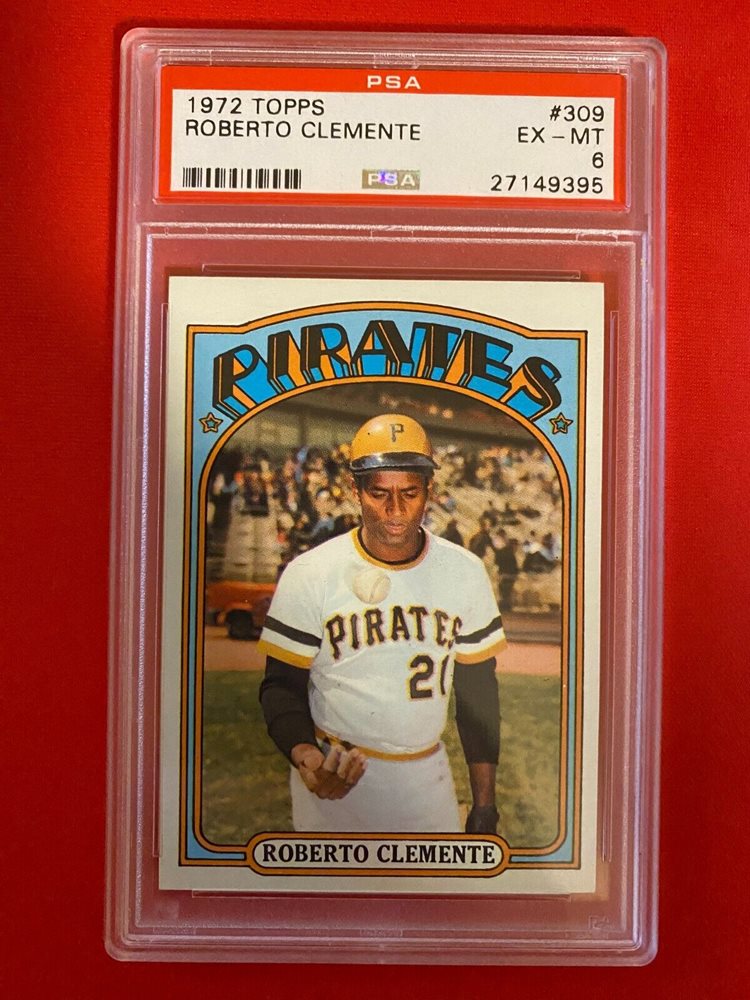 PSA
1972 TOPPS #309
ROBERTO CLEMENTE EX-MT
6
PSA 27149395
PIRATES
P
PIRATES
21
ROBERTO CLEMENTE